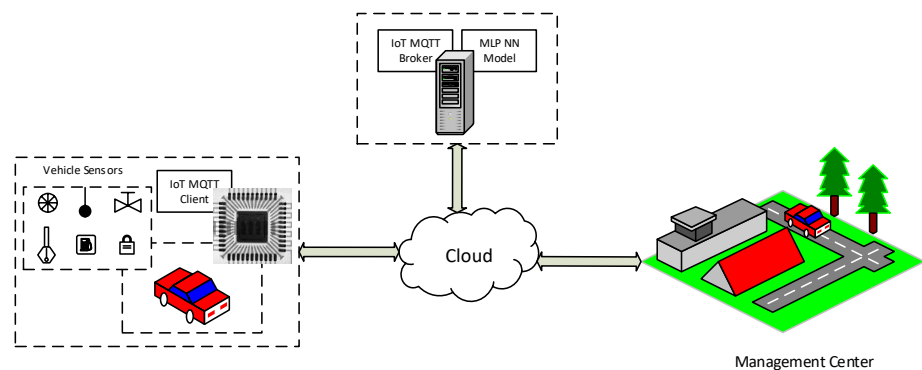 IoT MQTT
Broker
MLP NN
Model
Vehicle Sensors
IoT MQTT
Client
Cloud
Management Center